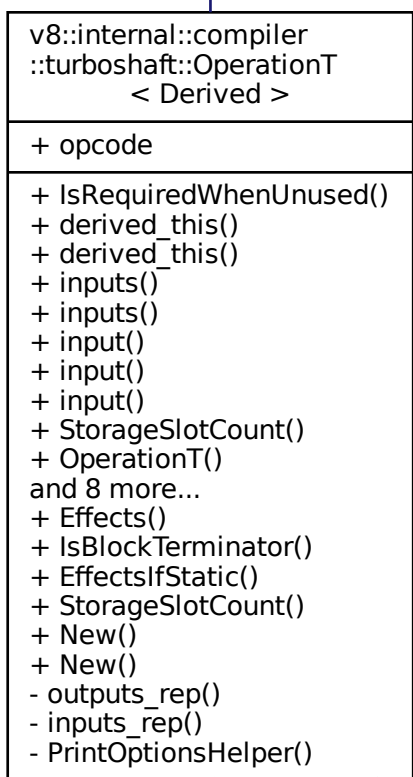 v8::internal::compiler
::turboshaft::OperationT
< Derived >
+ opcode
+ IsRequiredWhenUnused()
+ derived_this()
+ derived_this()
+ inputs()
+ inputs()
+ input()
+ input()
+ input()
+ StorageSlotCount()
+ OperationT()
and 8 more...
+ Effects()
+ IsBlockTerminator()
+ EffectsIfStatic()
+ StorageSlotCount()
+ New()
+ New()
- outputs_rep()
- inputs_rep()
- PrintOptionsHelper()